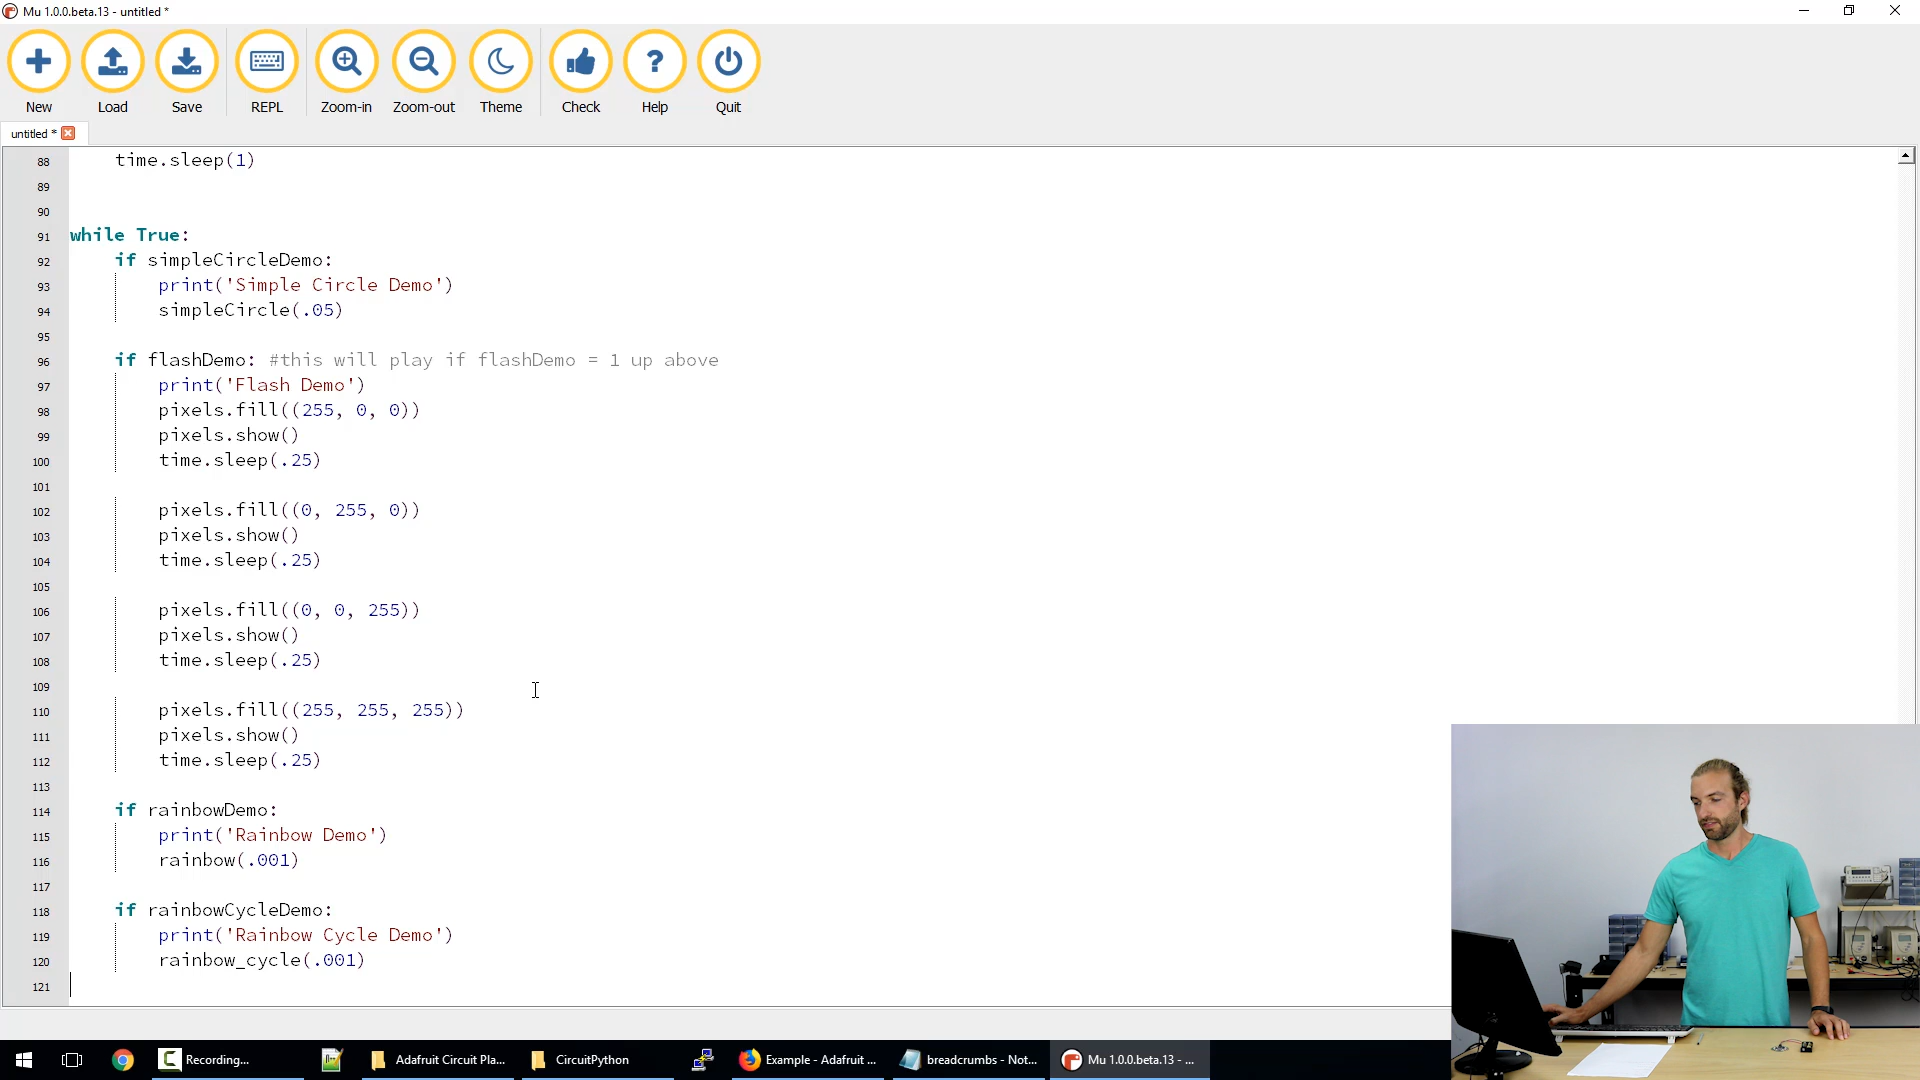 Mu 1.0.0.beta.13 - untitled *
New Load Save REPL Zoom-in Zoom-out Theme Check Help Quit
untitled *
88 time.sleep(1)
89
90
91 while True:
92 if simpleCircleDemo:
93 print('Simple Circle Demo')
94 simpleCircle(.05)
95
96 if flashDemo: #this will play if flashDemo = 1 up above
97 print('Flash Demo')
98 pixels.fill((255, 0, 0))
99 pixels.show()
100 time.sleep(.25)
101
102 pixels.fill((0, 255, 0))
103 pixels.show()
104 time.sleep(.25)
105
106 pixels.fill((0, 0, 255))
107 pixels.show()
108 time.sleep(.25)
109
110 pixels.fill((255, 255, 255))
111 pixels.show()
112 time.sleep(.25)
113
114 if rainbowDemo:
115 print('Rainbow Demo')
116 rainbow(.001)
117
118 if rainbowCycleDemo:
119 print('Rainbow Cycle Demo')
120 rainbow_cycle(.001)
121
Recording... Adafruit Circuit Pla... CircuitPython Example - Adafruit ... breadcrumbs - Not... Mu 1.0.0.beta.13 - ...